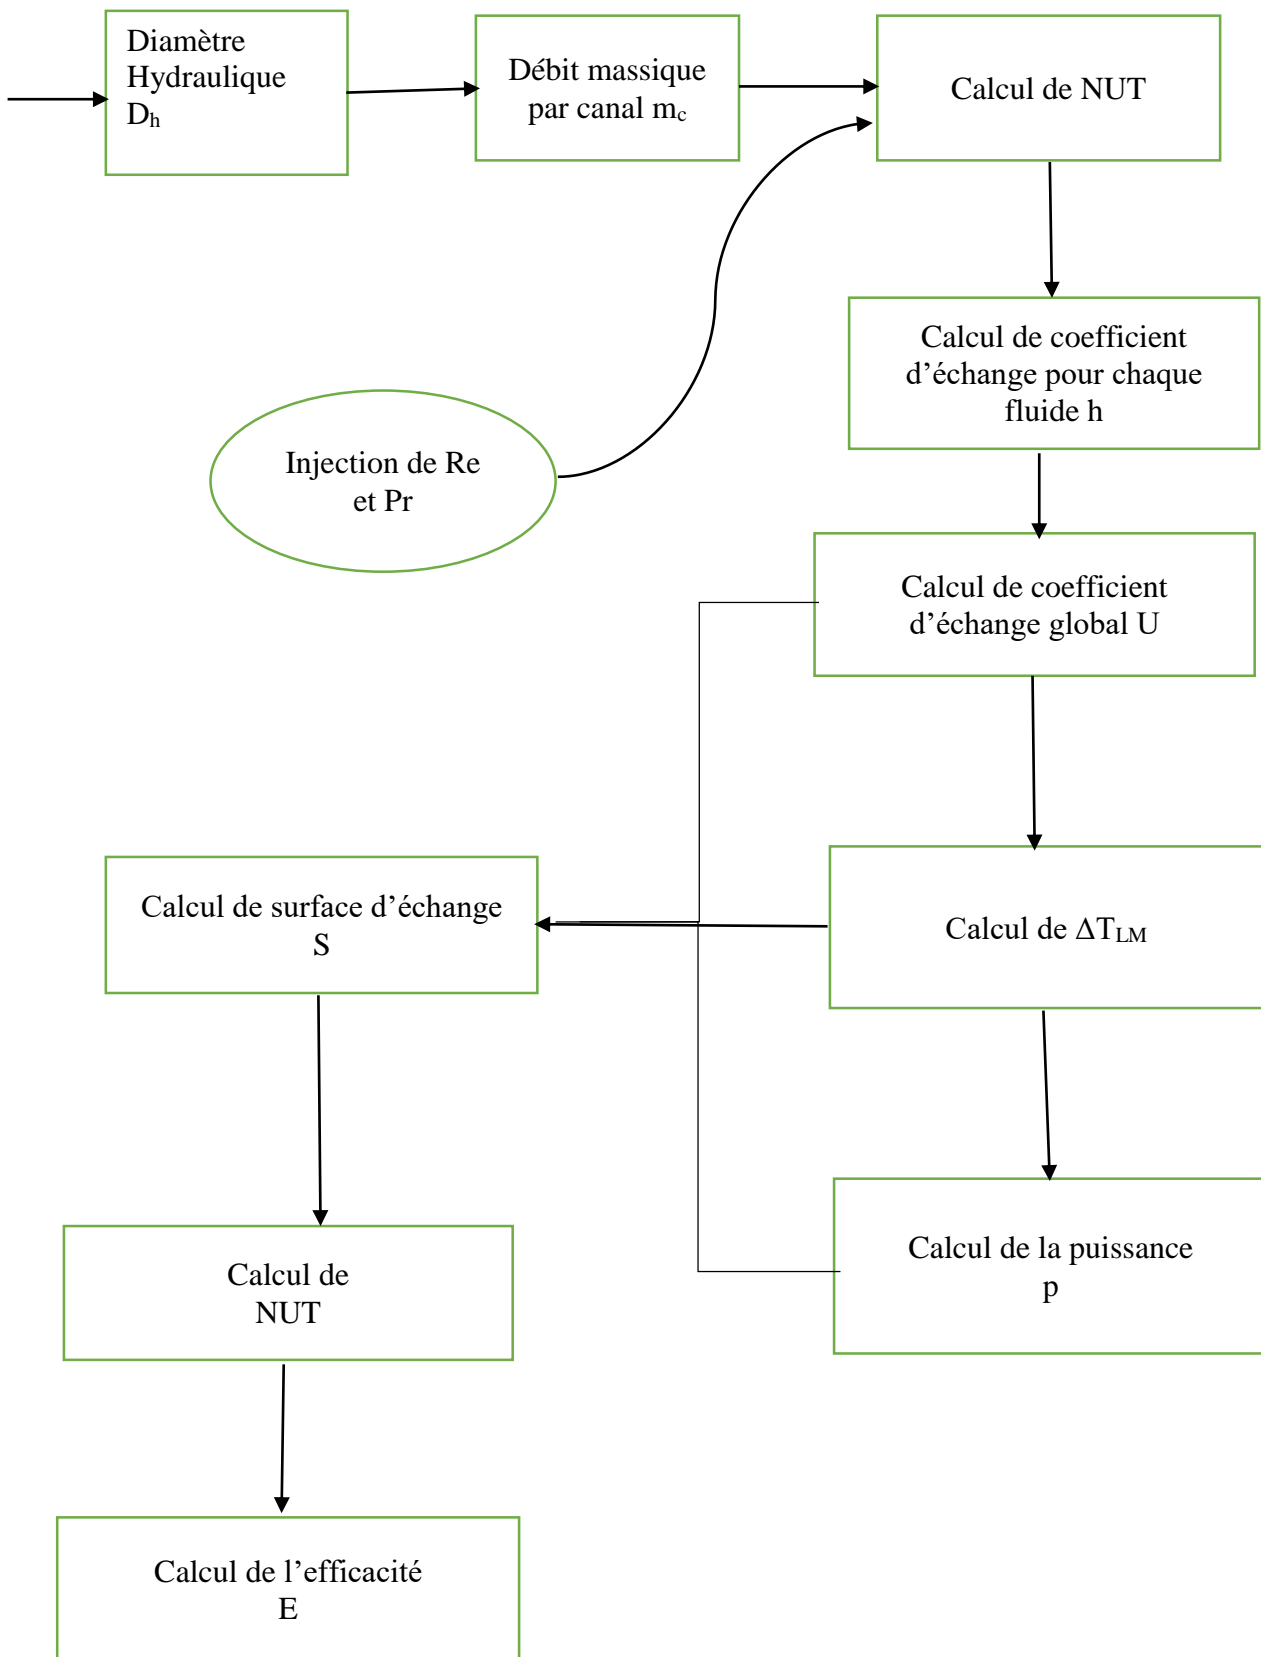 Diamètre
Hydraulique
Dₕ
Débit massique
par canal m꜀
Calcul de NUT
Calcul de coefficient
d’échange pour chaque
fluide h
Injection de Re
et Pr
Calcul de coefficient
d’échange global U
Calcul de surface d’échange
S
Calcul de ΔT_LM
Calcul de
NUT
Calcul de la puissance
p
Calcul de l’efficacité
E